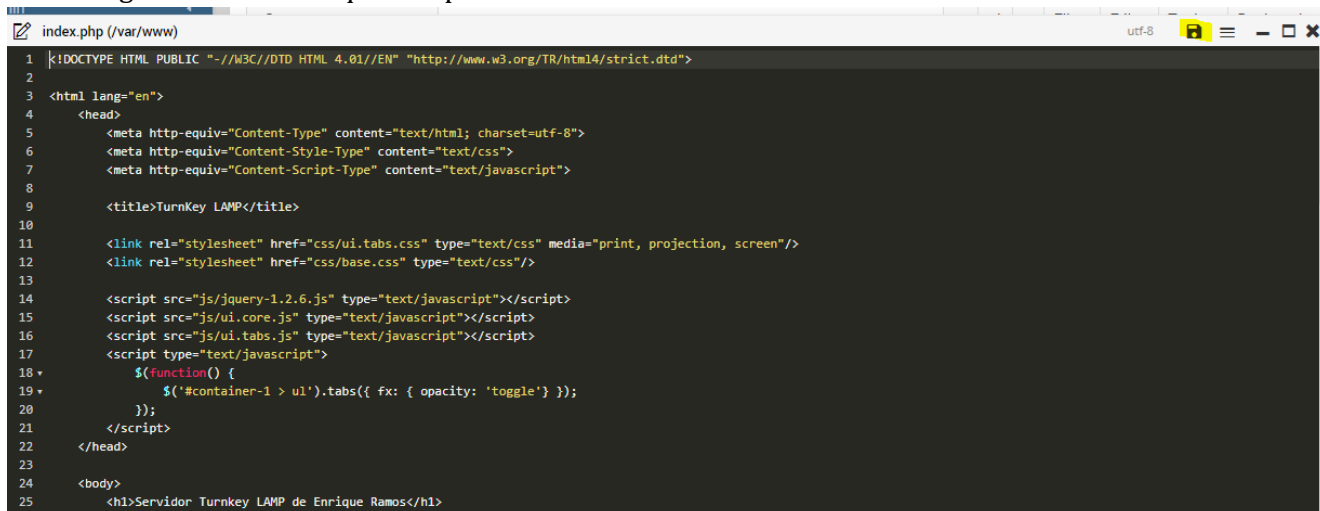 index.php (/var/www) utf-8
1 <!DOCTYPE HTML PUBLIC "-//W3C//DTD HTML 4.01//EN" "http://www.w3.org/TR/html4/strict.dtd">
2
3 <html lang="en">
4 <head>
5 <meta http-equiv="Content-Type" content="text/html; charset=utf-8">
6 <meta http-equiv="Content-Style-Type" content="text/css">
7 <meta http-equiv="Content-Script-Type" content="text/javascript">
8
9 <title>TurnKey LAMP</title>
10
11 <link rel="stylesheet" href="css/ui.tabs.css" type="text/css" media="print, projection, screen"/>
12 <link rel="stylesheet" href="css/base.css" type="text/css"/>
13
14 <script src="js/jquery-1.2.6.js" type="text/javascript"></script>
15 <script src="js/ui.core.js" type="text/javascript"></script>
16 <script src="js/ui.tabs.js" type="text/javascript"></script>
17 <script type="text/javascript">
18 $(function() {
19 $('#container-1 > ul').tabs({ fx: { opacity: 'toggle'} });
20 });
21 </script>
22 </head>
23
24 <body>
25 <h1>Servidor Turnkey LAMP de Enrique Ramos</h1>